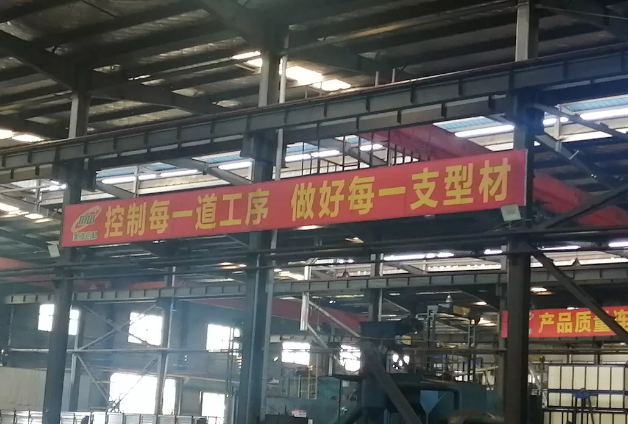 控制每一道工序 做好每一支型材
产品质量